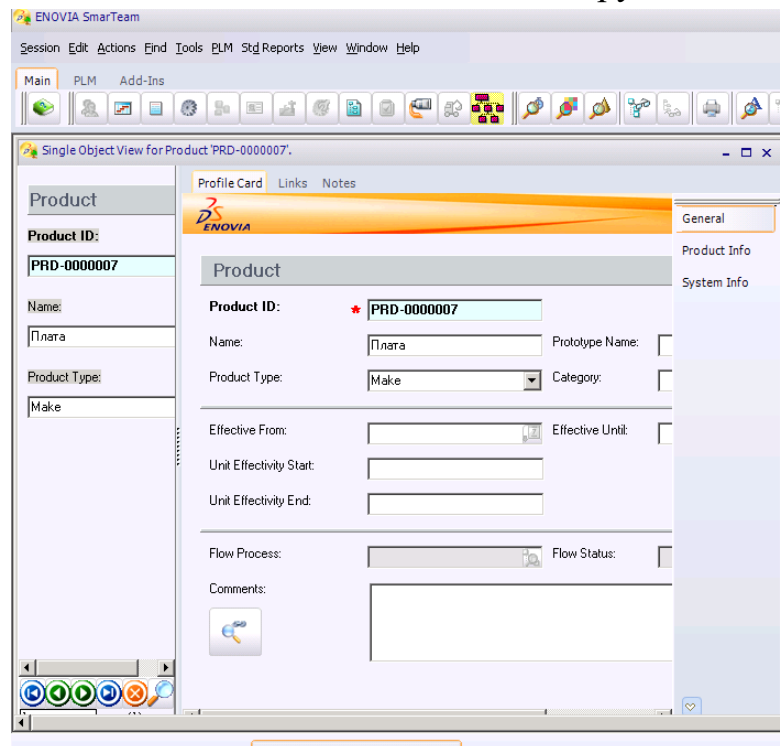 ENOVIA SmarTeam
Session Edit Actions Find Tools PLM Std Reports View Window Help
Main PLM Add-Ins
Single Object View for Product 'PRD-0000007'.
Profile Card Links Notes
Product
Product ID:
PRD-0000007
Name:
Плата
Product Type:
Make
ENOVIA
Product
Product ID: * PRD-0000007
Name: Плата Prototype Name:
Product Type: Make Category:
Effective From: Effective Until:
Unit Effectivity Start:
Unit Effectivity End:
Flow Process: Flow Status:
Comments:
General
Product Info
System Info